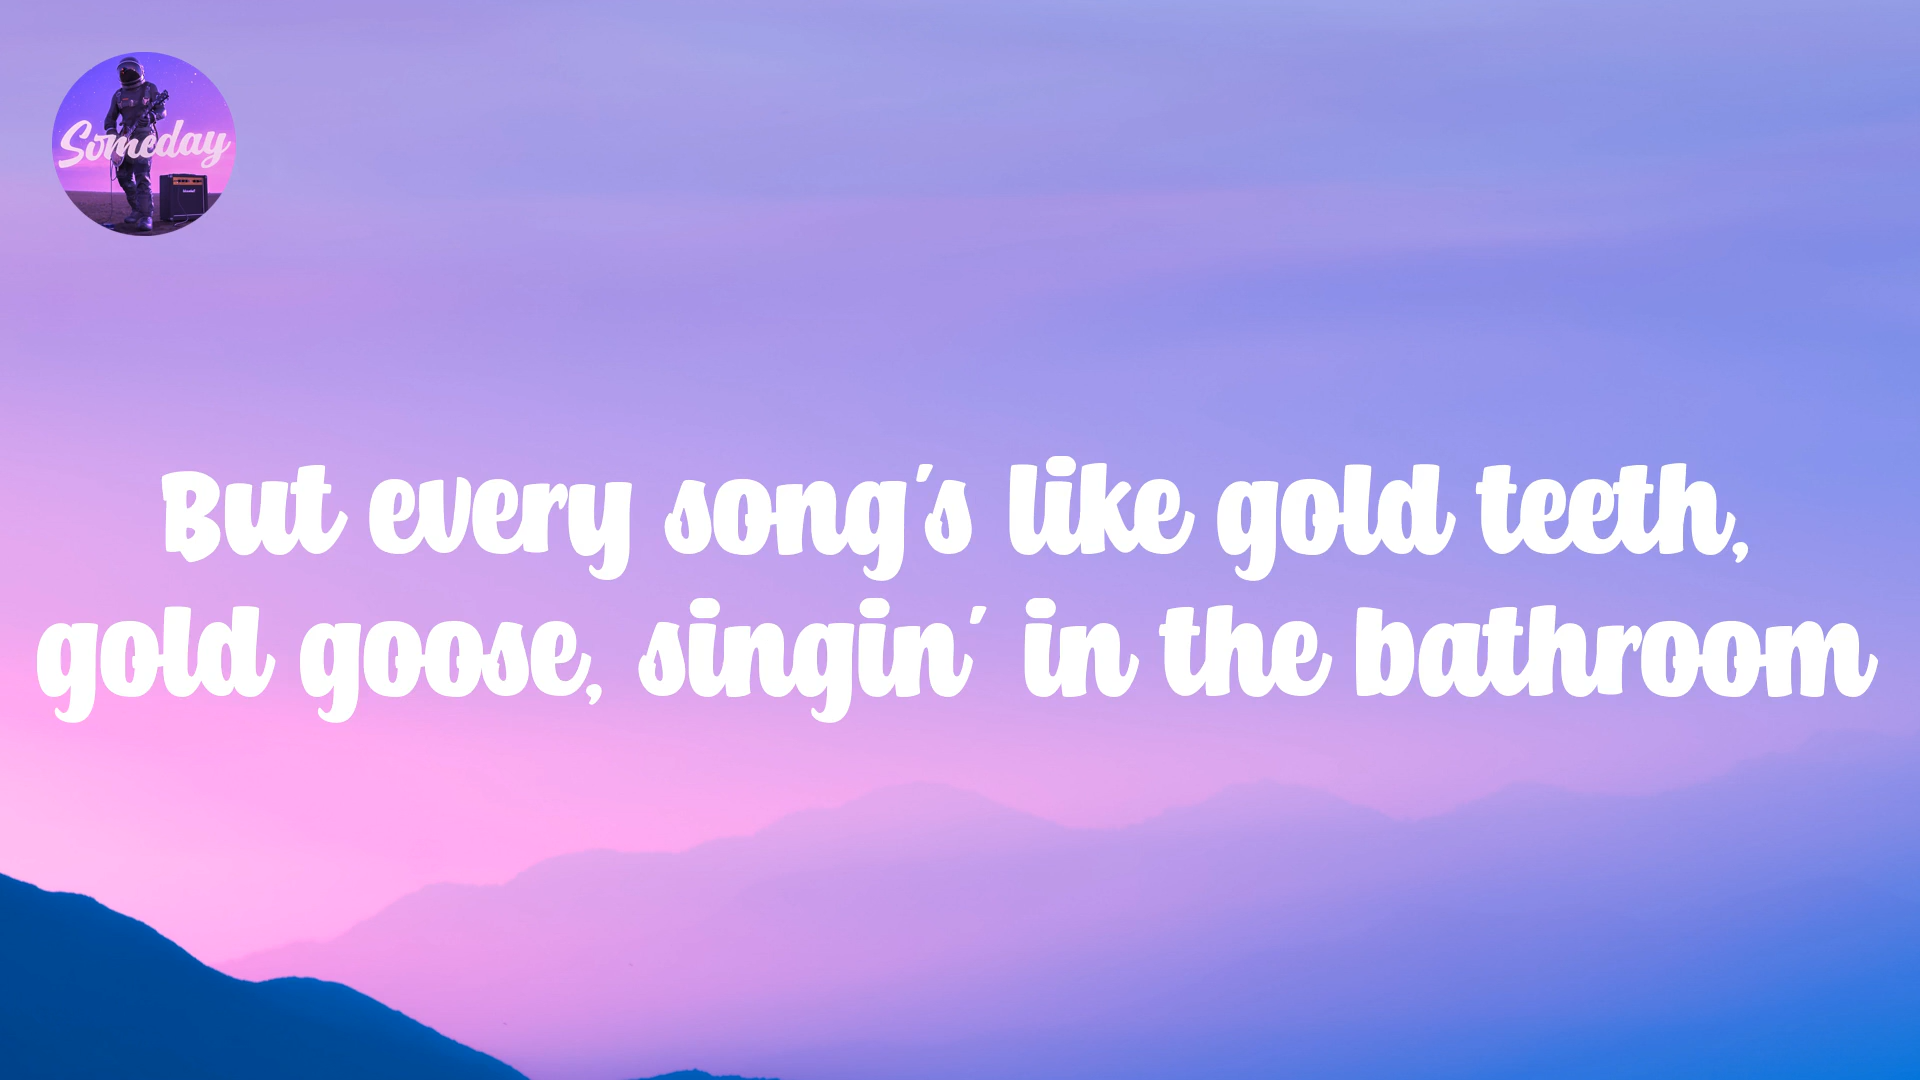 Someday
But every song's like gold teeth,
gold goose, singin' in the bathroom